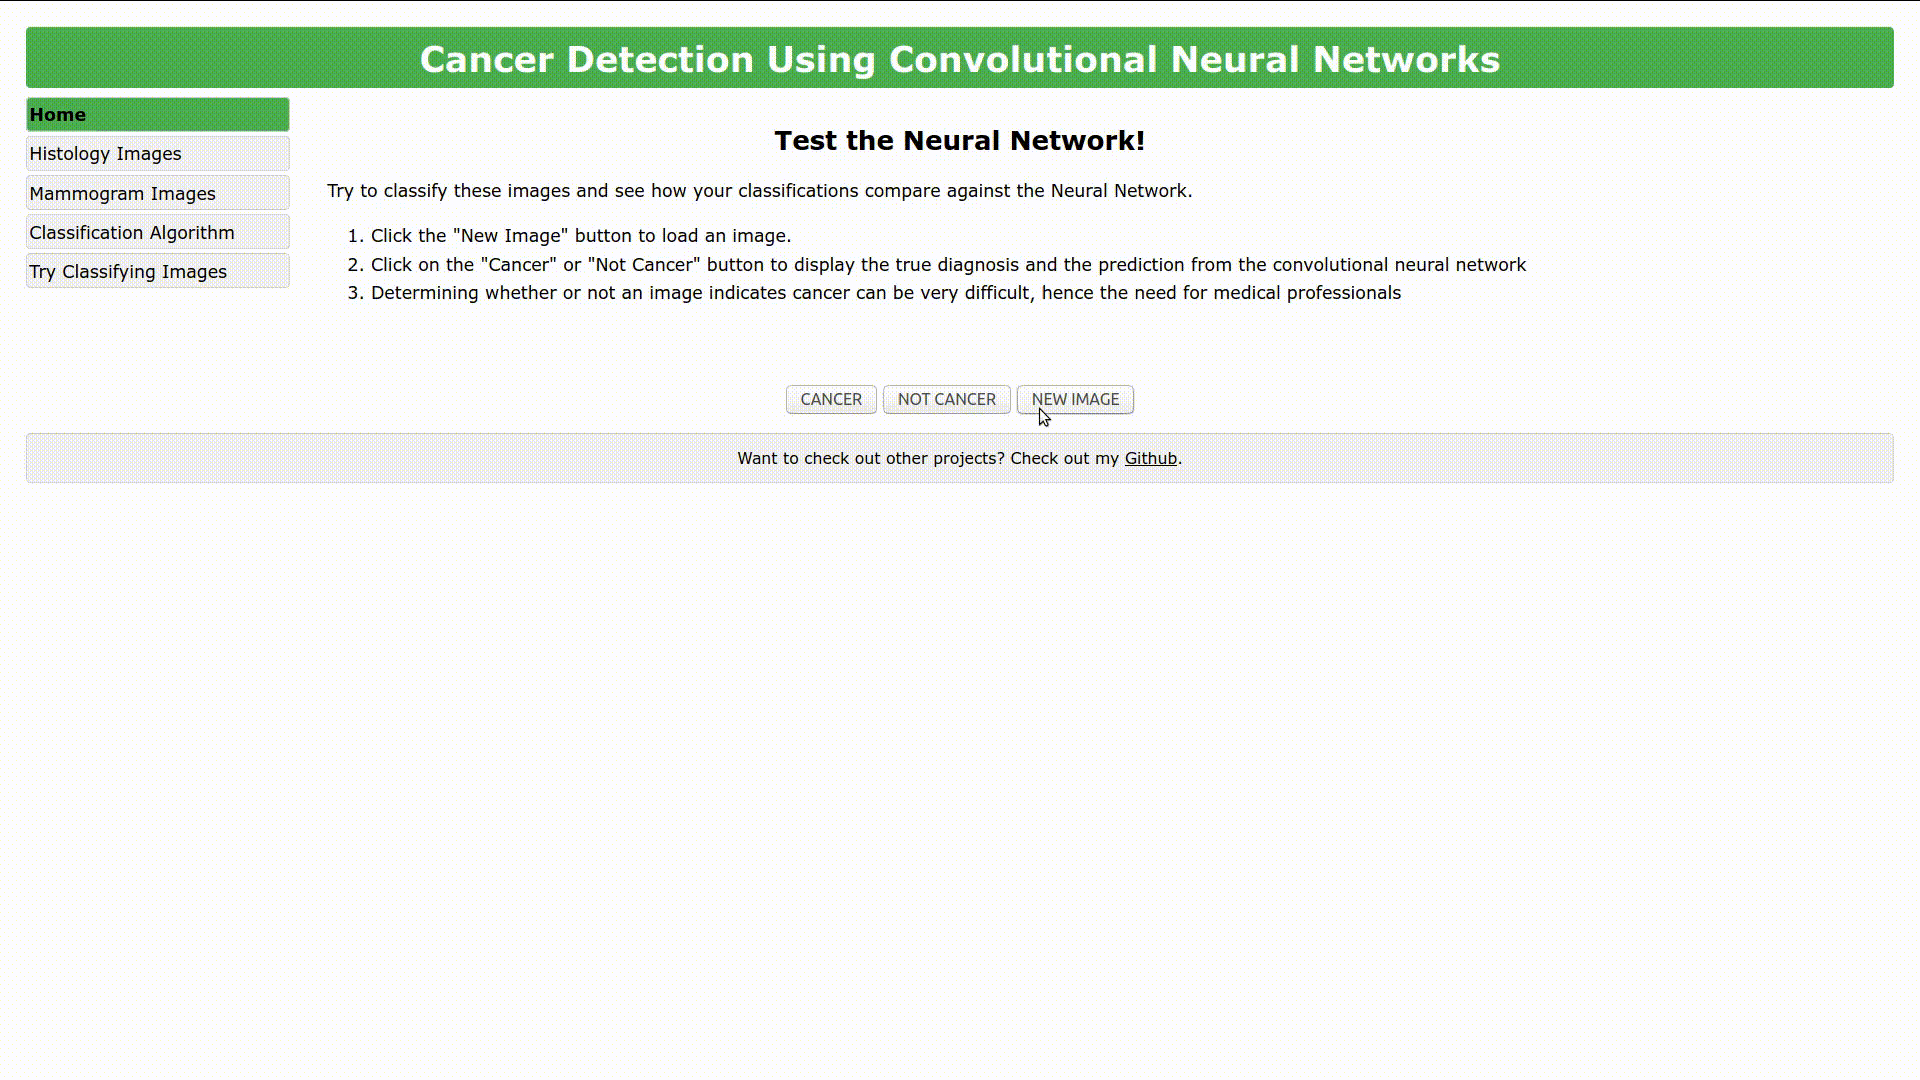 Cancer Detection Using Convolutional Neural Networks
Home
Histology Images
Mammogram Images
Classification Algorithm
Try Classifying Images
Test the Neural Network!
Try to classify these images and see how your classifications compare against the Neural Network.
1. Click the "New Image" button to load an image.
2. Click on the "Cancer" or "Not Cancer" button to display the true diagnosis and the prediction from the convolutional neural network
3. Determining whether or not an image indicates cancer can be very difficult, hence the need for medical professionals
CANCER NOT CANCER NEW IMAGE
Want to check out other projects? Check out my Github.